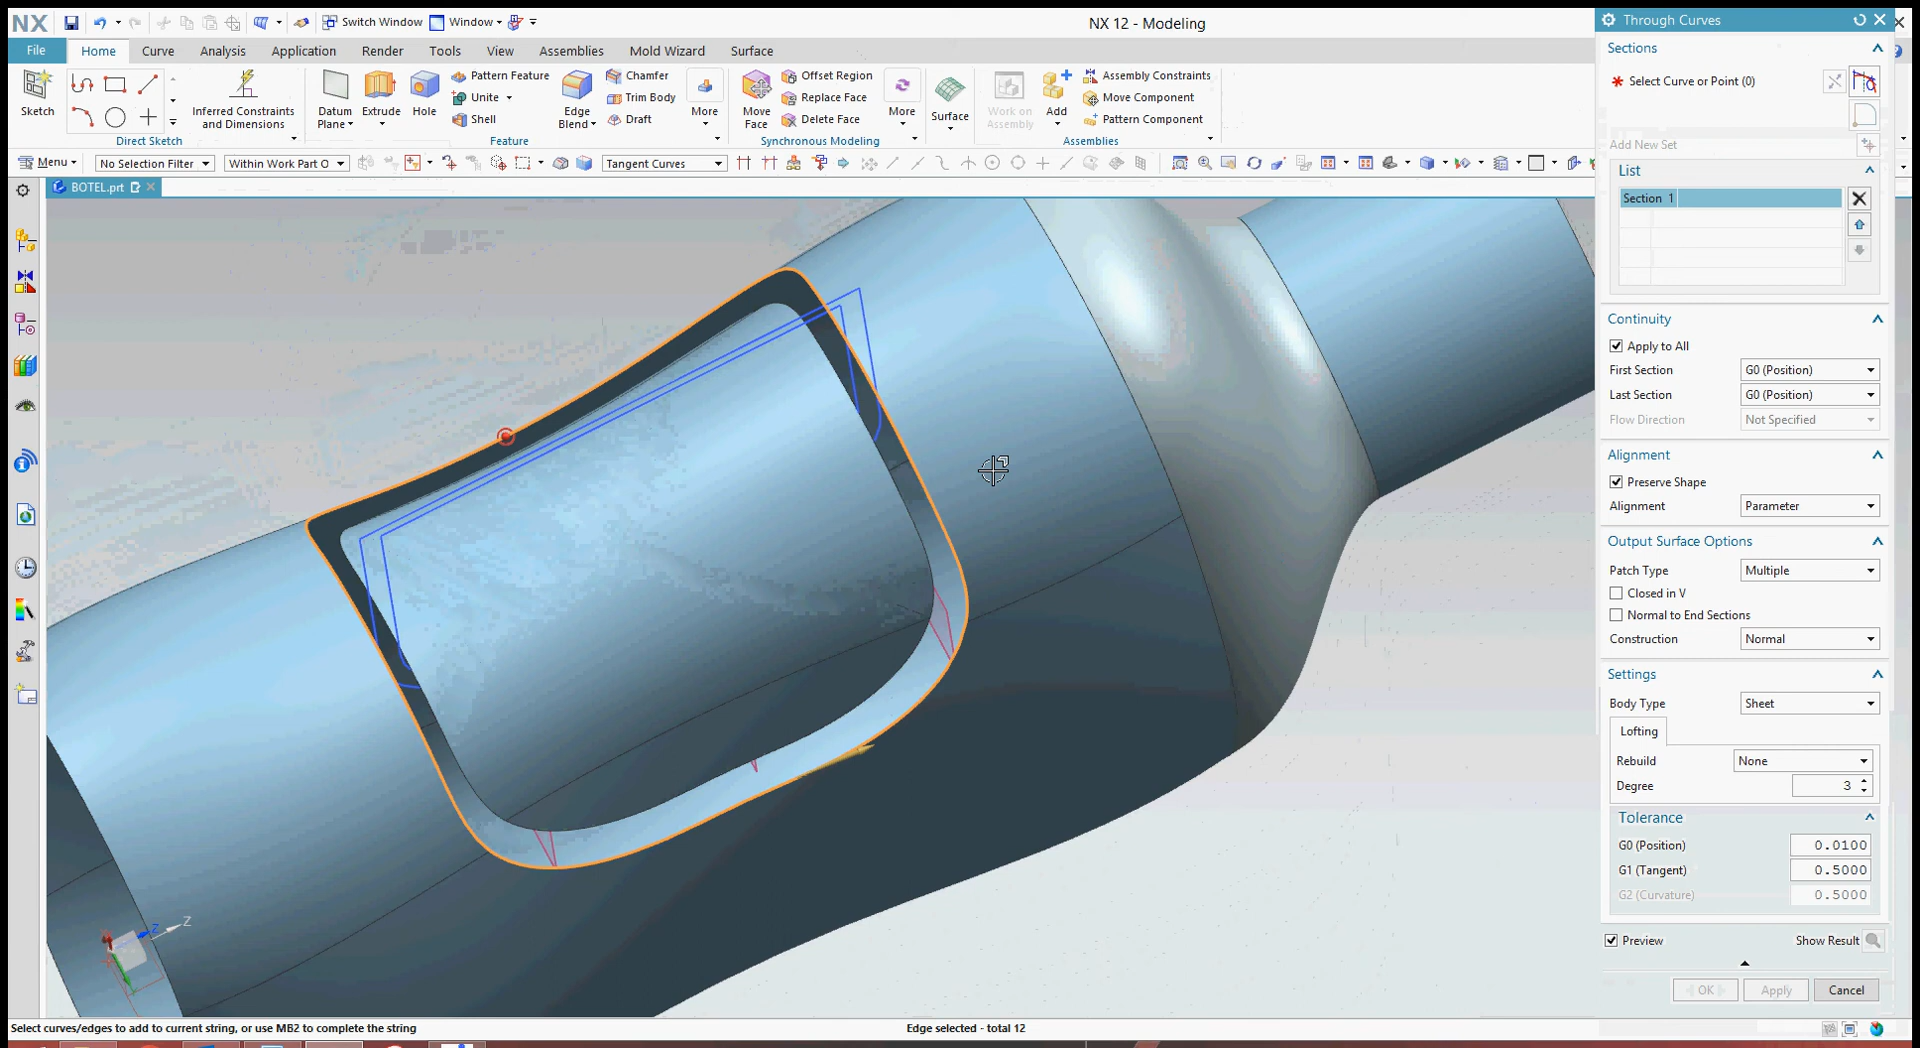 NX
Switch Window
Window
NX 12 - Modeling
File
Home
Curve
Analysis
Application
Render
Tools
View
Assemblies
Mold Wizard
Surface
Sketch
Inferred Constraints
and Dimensions
Direct Sketch
Datum
Plane
Extrude
Hole
Pattern Feature
Unite
Shell
Edge
Blend
Chamfer
Trim Body
Draft
More
Feature
Move
Face
Offset Region
Replace Face
Delete Face
More
Synchronous Modeling
Surface
Work on
Assembly
Add
Assembly Constraints
Move Component
Pattern Component
Assemblies
Menu
No Selection Filter
Within Work Part O
Tangent Curves
BOTEL.prt
Z
Z
Through Curves
Sections
* Select Curve or Point (0)
Add New Set
List
Section 1
Continuity
Apply to All
First Section
G0 (Position)
Last Section
G0 (Position)
Flow Direction
Not Specified
Alignment
Preserve Shape
Alignment
Parameter
Output Surface Options
Patch Type
Multiple
Closed in V
Normal to End Sections
Construction
Normal
Settings
Body Type
Sheet
Lofting
Rebuild
None
Degree
3
Tolerance
G0 (Position)
0.0100
G1 (Tangent)
0.5000
G2 (Curvature)
0.5000
Preview
Show Result
OK
Apply
Cancel
Select curves/edges to add to current string, or use MB2 to complete the string
Edge selected - total 12